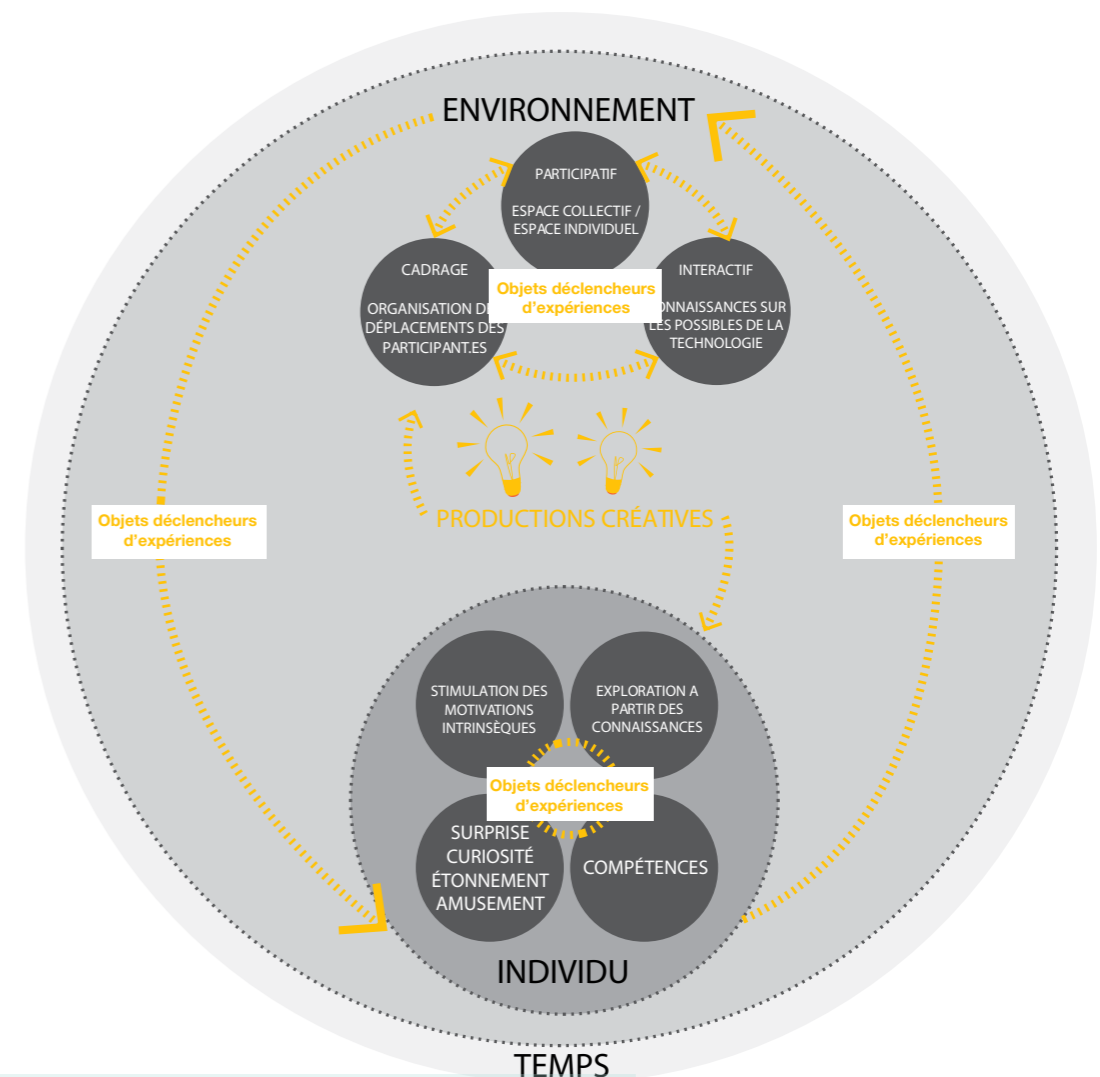 ENVIRONNEMENT
PARTICIPATIF
ESPACE COLLECTIF /
ESPACE INDIVIDUEL
CADRAGE
ORGANISATION
DÉPLACEMENTS DES
PARTICIPANT.ES
Objets déclencheurs
d'expériences
INTERACTIF
SUR
LES POSSIBLES DE LA
TECHNOLOGIE
PRODUCTIONS CRÉATIVES
Objets déclencheurs
d'expériences
Objets déclencheurs
d'expériences
STIMULATION DES
MOTIVATIONS
INTRINSÈQUES
EXPLORATION A
PARTIR DES
CONNAISSANCES
Objets déclencheurs
d'expériences
SURPRISE
CURIOSITÉ
ÉTONNEMENT
AMUSEMENT
COMPÉTENCES
INDIVIDU
TEMPS